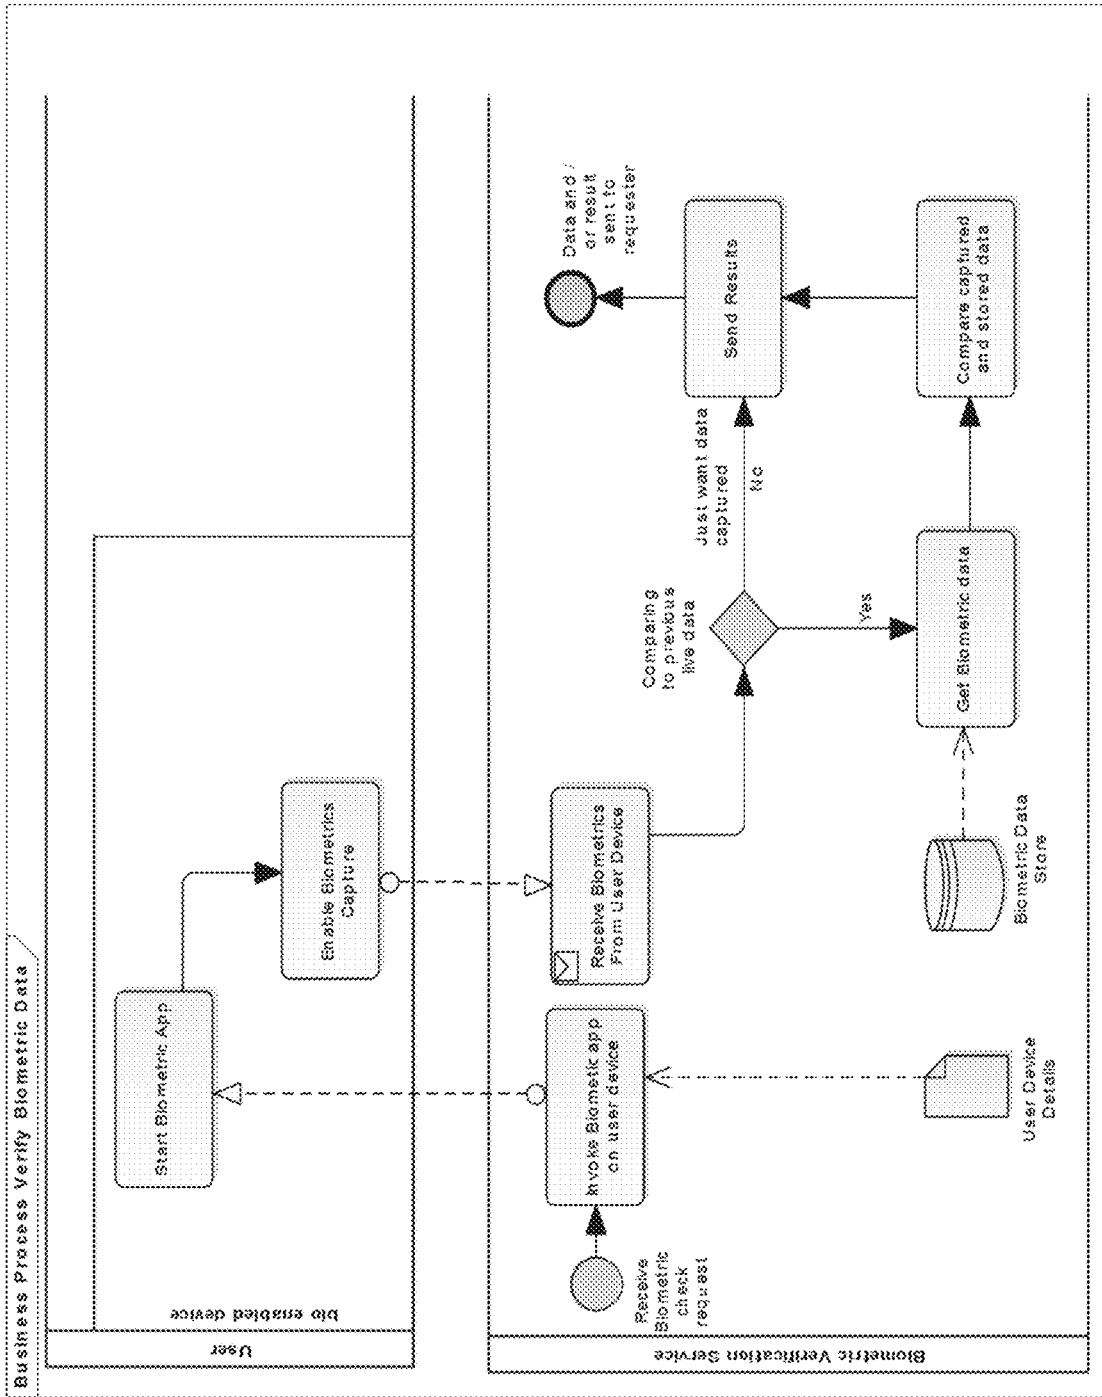 Business Process Verify Biometric Data
User
bio enabled device
Start Biometric App
Enable Biometrics
Capture
Biometric Verification Service
Receive
Biometric
check
request
Invoke Biometic app
on user device
User Device
Details
Receive Biometrics
From User Device
Comparing
to previous
live data
Just want data
captured
No
Yes
Biometric Data
Store
Get Biometric data
Compare captured
and stored data
Send Results
Data and /
or result
sent to
requester